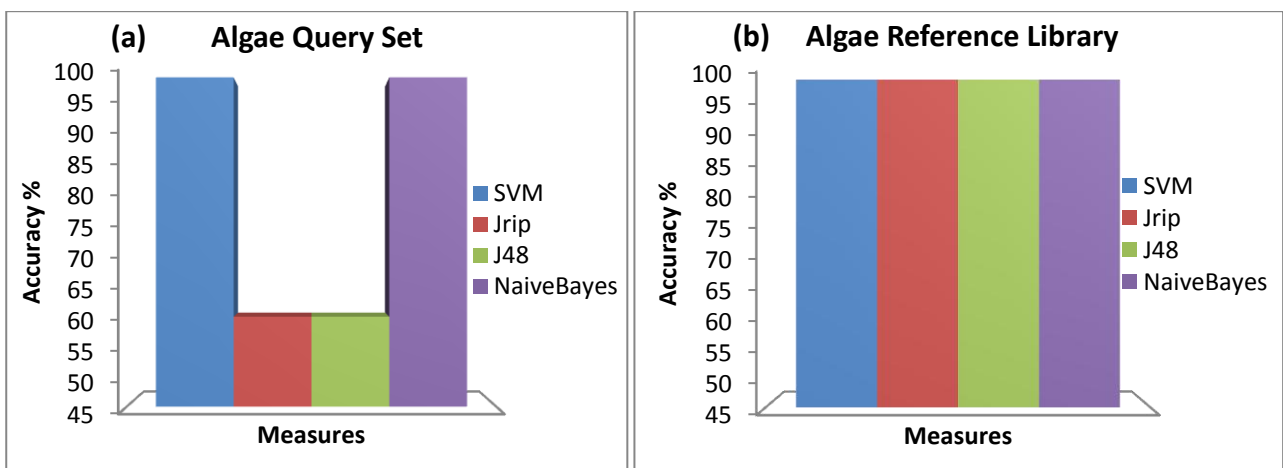 (a) Algae Query Set
100
95
90
85
80
75
70
65
60
55
50
45
Accuracy %
Measures
SVM
Jrip
J48
NaiveBayes
(b) Algae Reference Library
100
95
90
85
80
75
70
65
60
55
50
45
Accuracy %
Measures
SVM
Jrip
J48
NaiveBayes